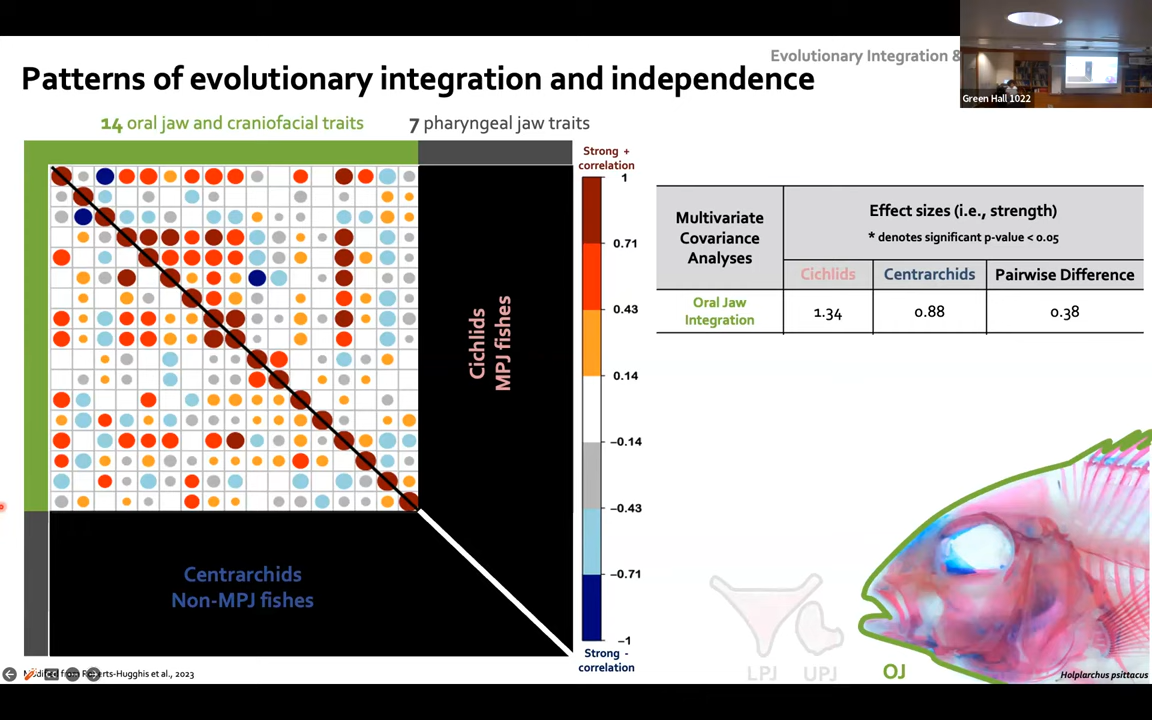 Evolutionary Integration &
Patterns of evolutionary integration and independence
Green Hall 1022
14 oral jaw and craniofacial traits
7 pharyngeal jaw traits
Strong +
correlation
1
0.71
0.43
0.14
−0.14
−0.43
−0.71
−1
Strong -
correlation
Cichlids
MPJ fishes
Centrarchids
Non-MPJ fishes
Multivariate
Covariance
Analyses
Effect sizes (i.e., strength)
* denotes significant p-value < 0.05
Cichlids
Centrarchids
Pairwise Difference
Oral Jaw
Integration
1.34
0.88
0.38
LPJ
UPJ
OJ
Holplarchus psittacus
from
et al., 2023